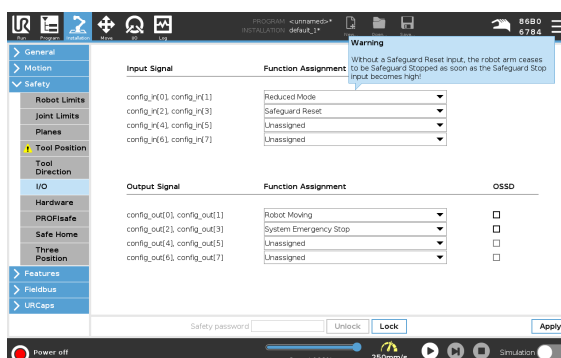 PROGRAM <unnamed>*
INSTALLATION default_1*
86B0
6784
Run Program Installation Move I/O Log
Warning
Without a Safeguard Reset input, the robot arm ceases
to be Safeguard Stopped as soon as the Safeguard Stop
input becomes high!
General
Motion
Safety
Robot Limits
Joint Limits
Planes
Tool Position
Tool
Direction
I/O
Hardware
PROFIsafe
Safe Home
Three
Position
Features
Fieldbus
URCaps
Input Signal Function Assignment
config_in[0], config_in[1] Reduced Mode
config_in[2], config_in[3] Safeguard Reset
config_in[4], config_in[5] Unassigned
config_in[6], config_in[7] Unassigned
Output Signal Function Assignment OSSD
config_out[0], config_out[1] Robot Moving
config_out[2], config_out[3] System Emergency Stop
config_out[4], config_out[5] Unassigned
config_out[6], config_out[7] Unassigned
Safety password Unlock Lock Apply
Power off
250mm/s
Simulation